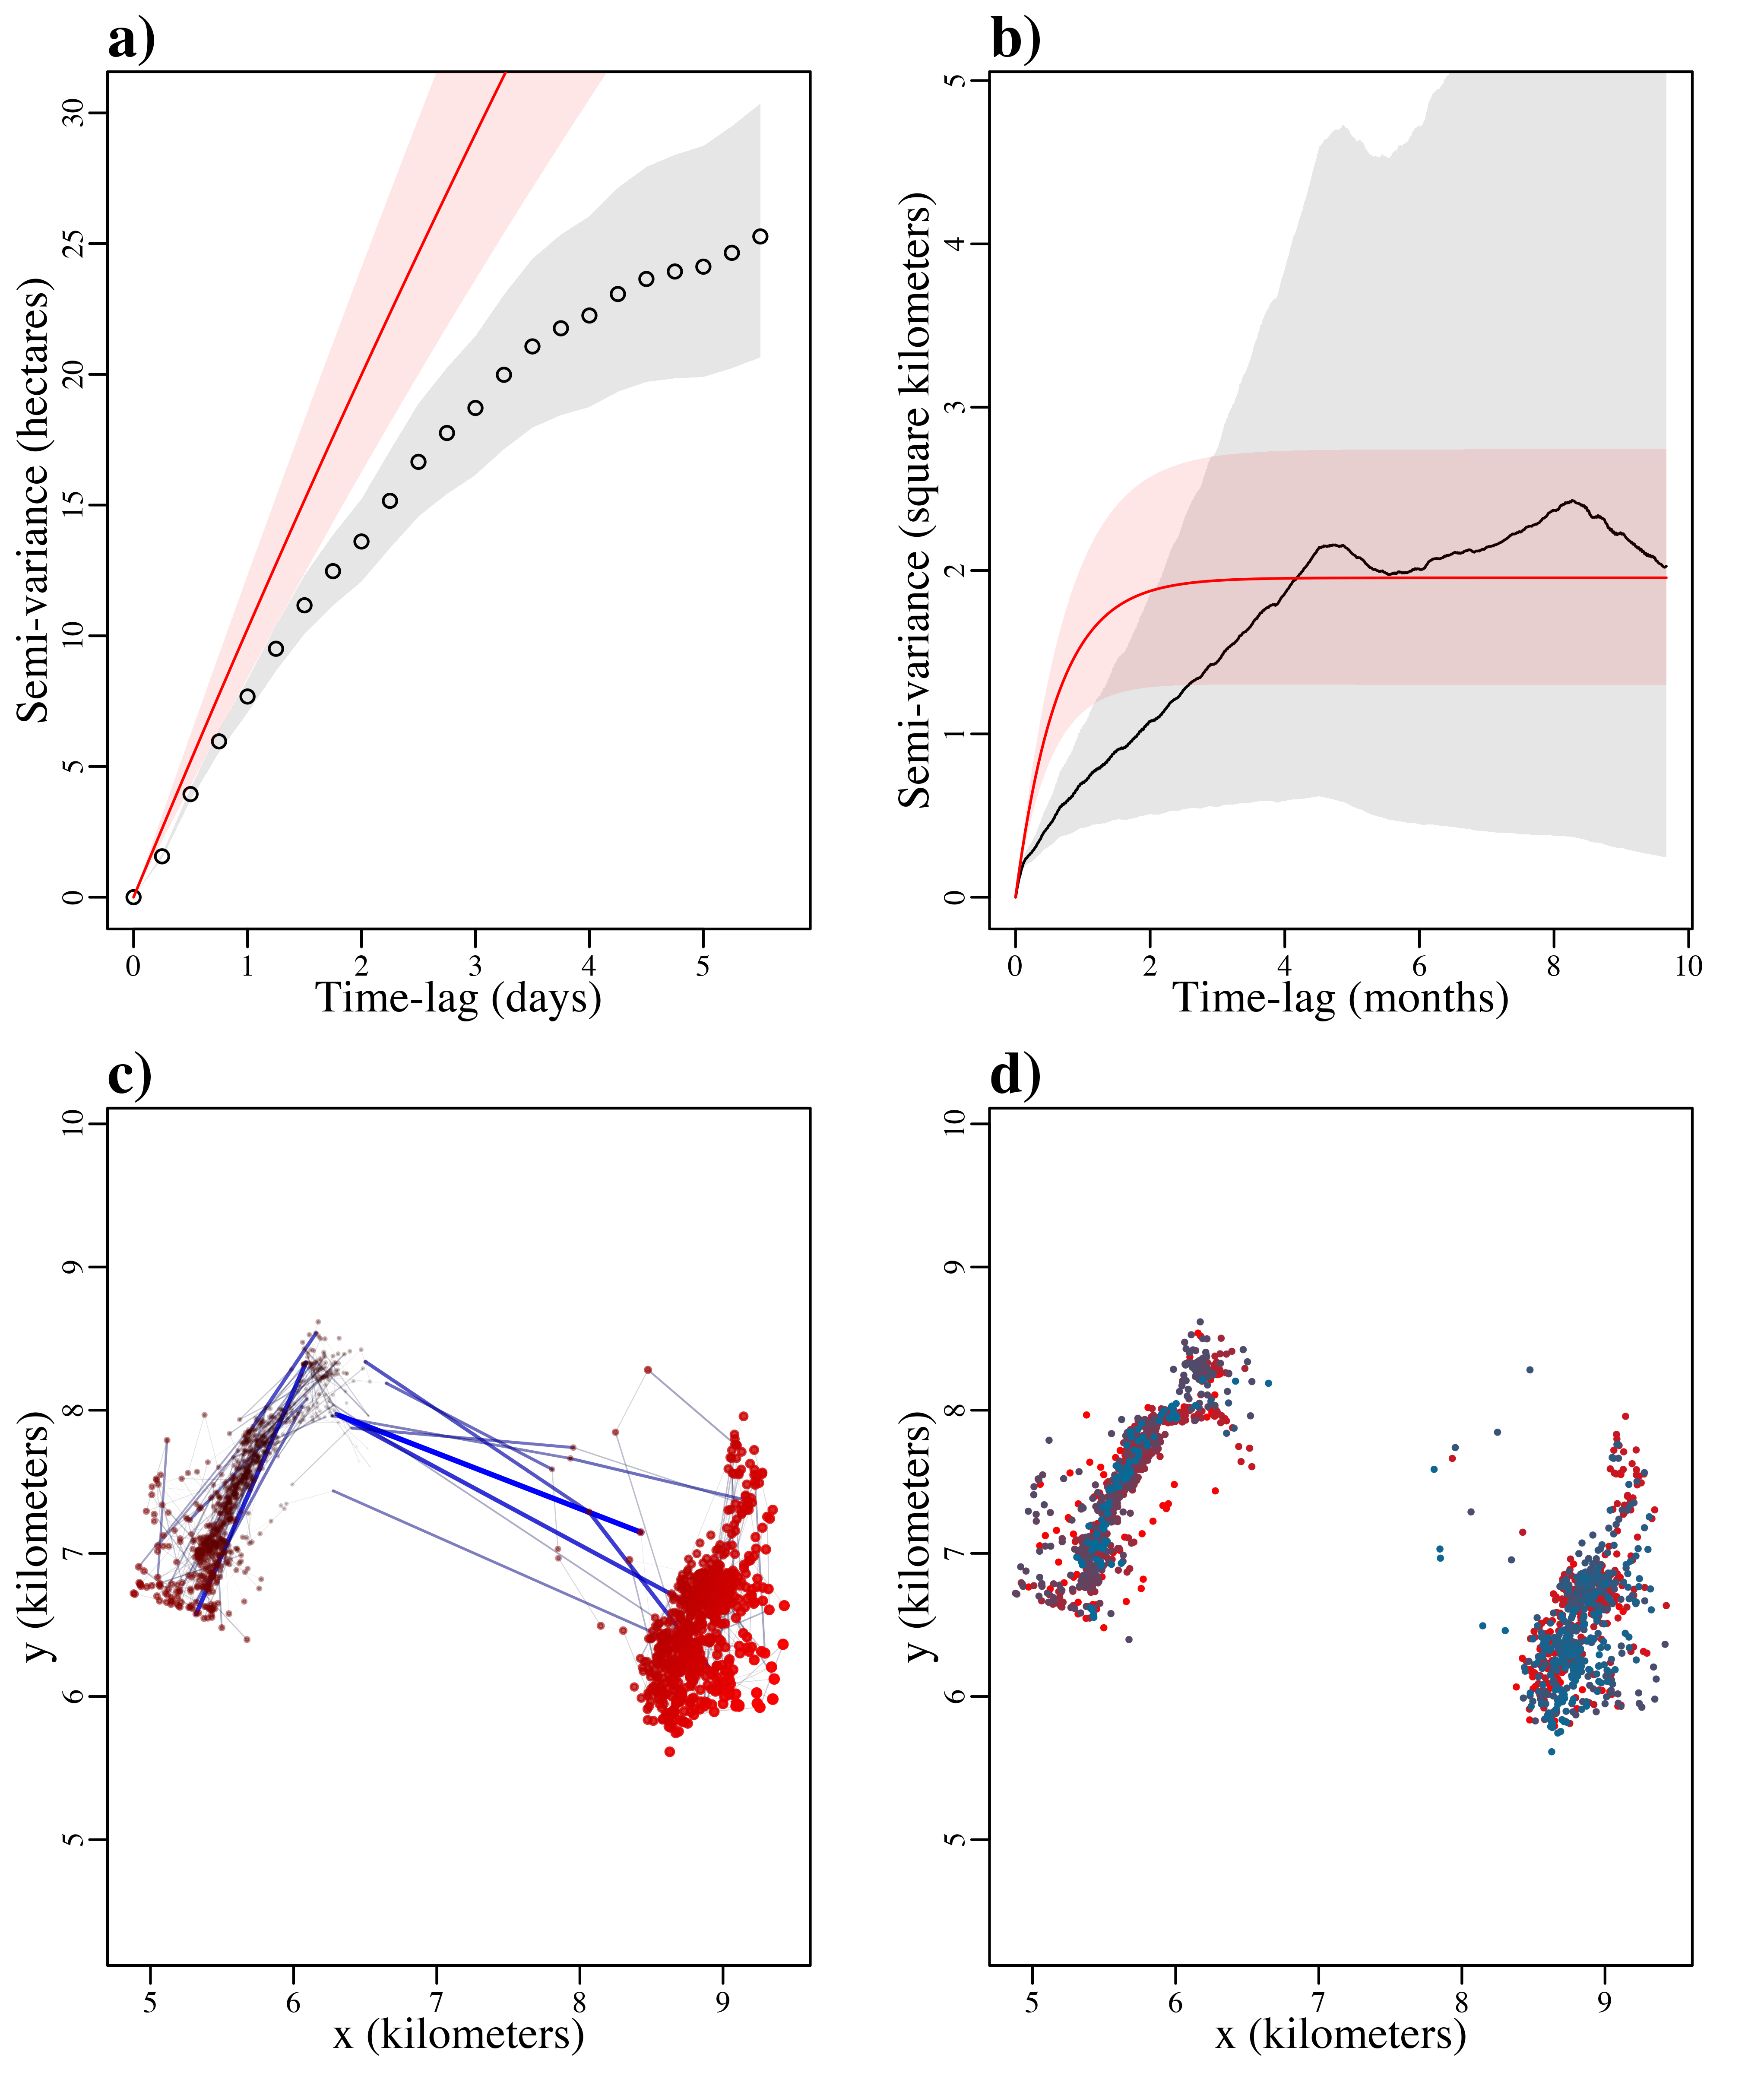 a)
Semi-variance (hectares)
30
25
20
15
10
5
0
0 1 2 3 4 5
Time-lag (days)
b)
Semi-variance (square kilometers)
5
4
3
2
1
0
0 2 4 6 8 10
Time-lag (months)
c)
y (kilometers)
10
9
8
7
6
5
5 6 7 8 9
x (kilometers)
d)
y (kilometers)
10
9
8
7
6
5
5 6 7 8 9
x (kilometers)